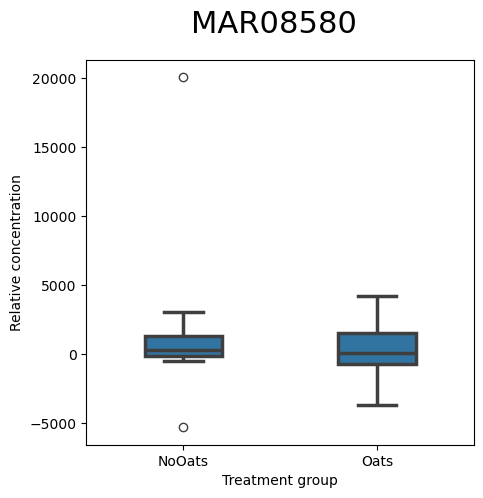 MAR08580
20000
15000
10000
5000
0
−5000
Relative concentration
NoOats
Oats
Treatment group